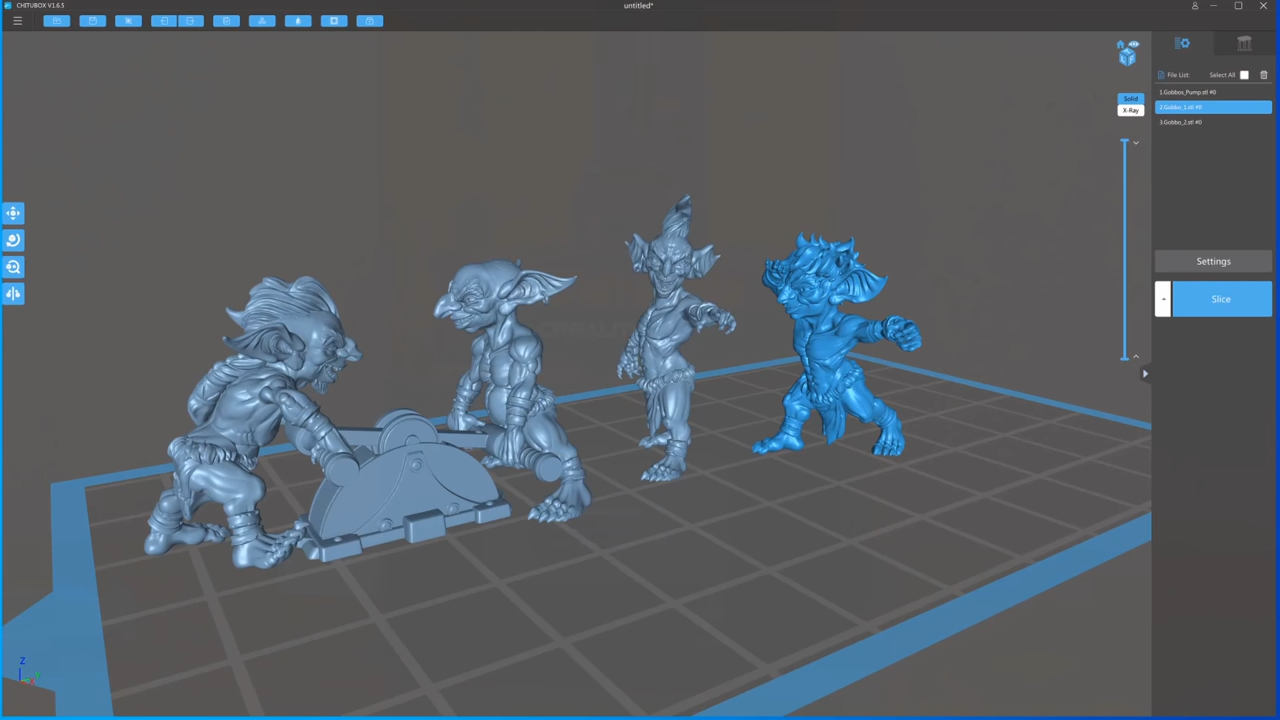 CHITUBOX V1.6.5
untitled*
File List:
Select All
1.Gobbos_Pump.stl #0
2.Gobbo_1.stl #0
3.Gobbo_2.stl #0
Solid
X-Ray
Settings
Slice
Z